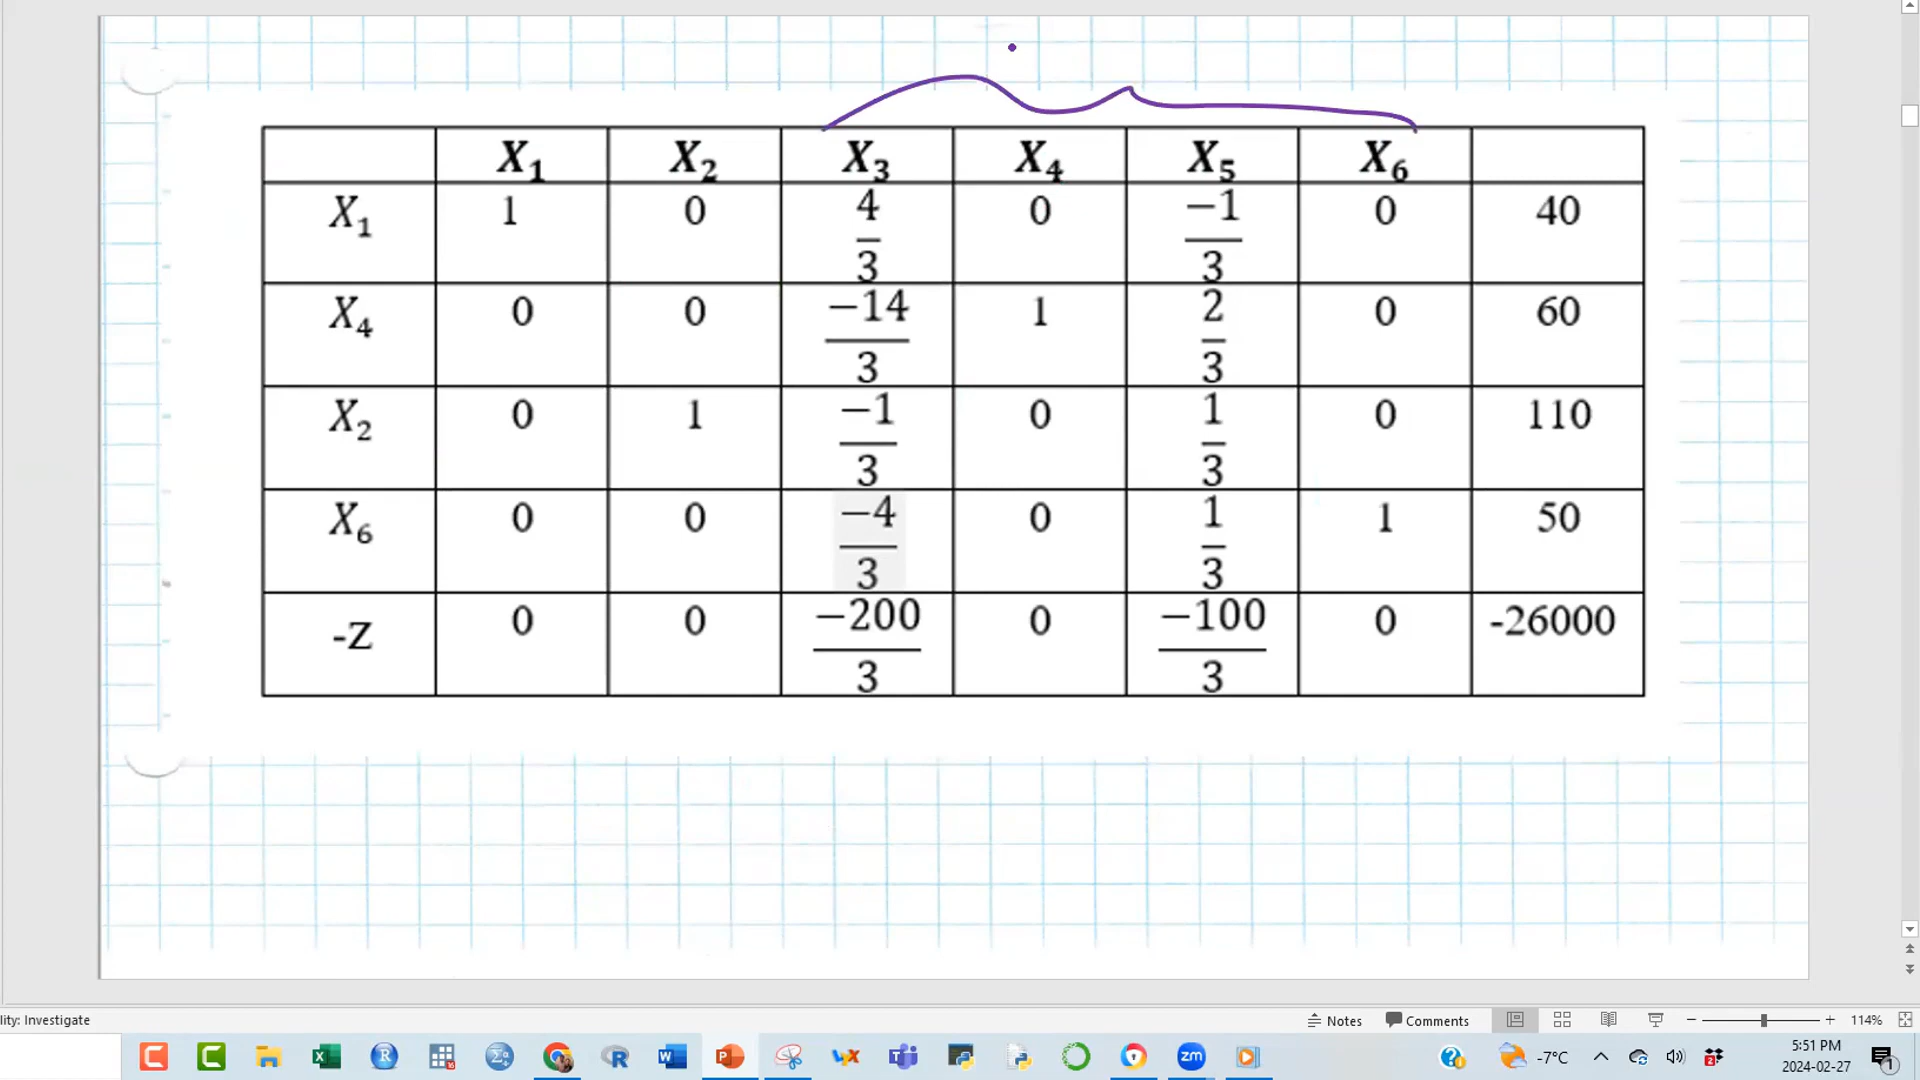 X₁ X₂ X₃ X₄ X₅ X₆
X₁ 1 0 4/3 0 −1/3 0 40
X₄ 0 0 −14/3 1 2/3 0 60
X₂ 0 1 −1/3 0 1/3 0 110
X₆ 0 0 −4/3 0 1/3 1 50
-Z 0 0 −200/3 0 −100/3 0 -26000
lity: Investigate Notes Comments 114%
zm -7°C 5:51 PM
2024-02-27